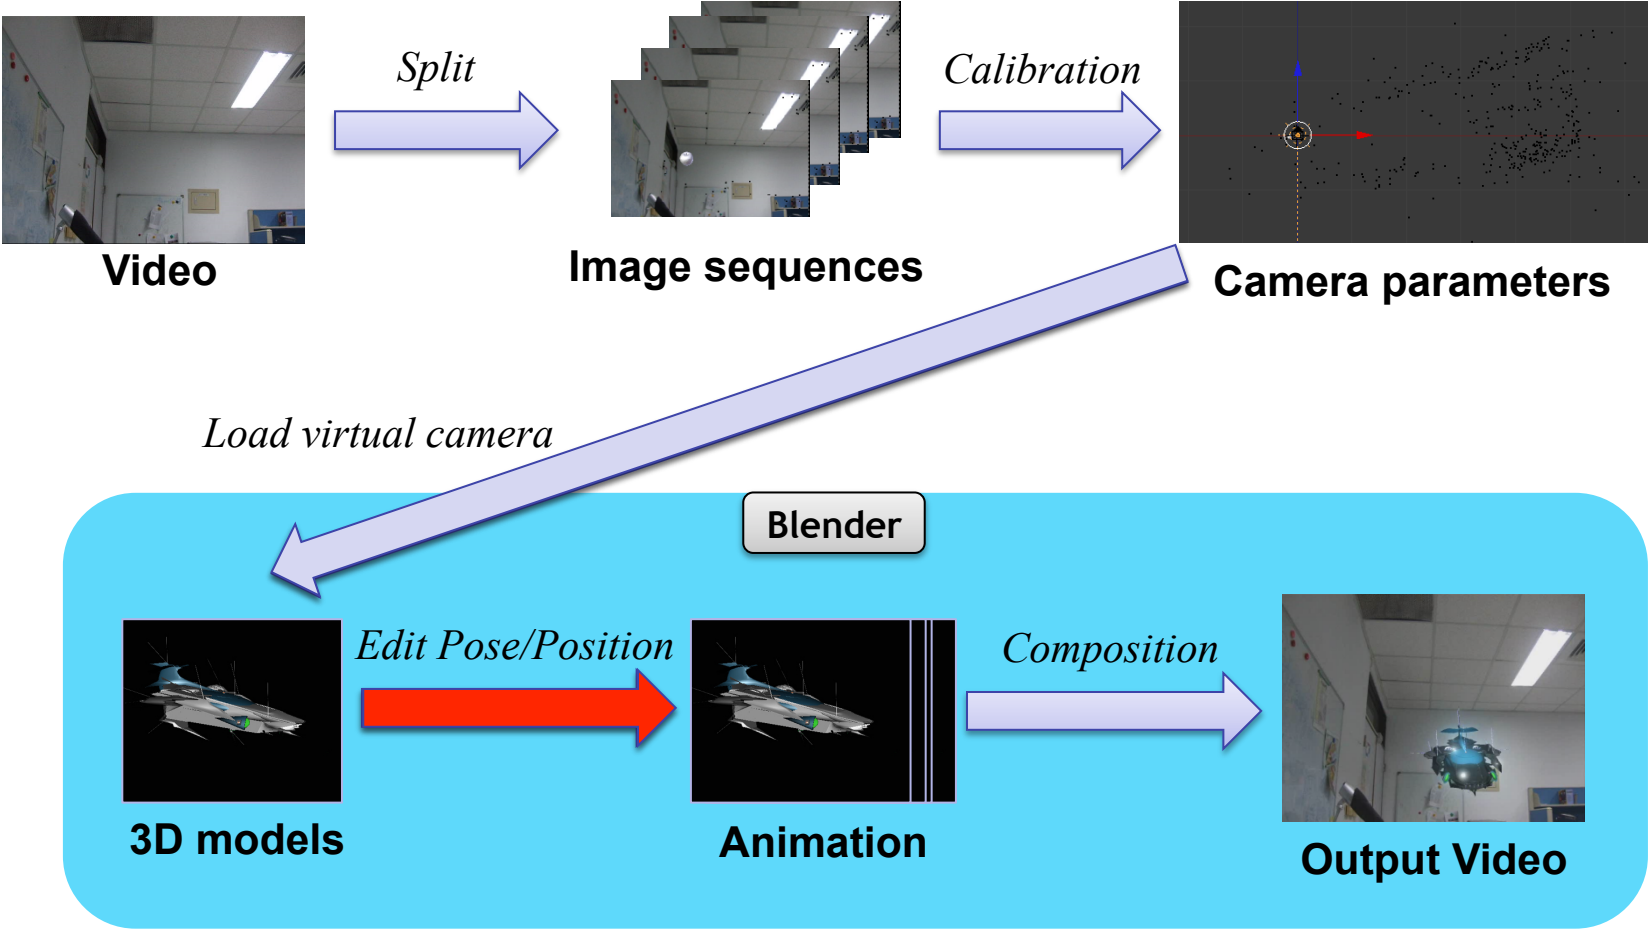 Split
Calibration
Video
Image sequences
Camera parameters
Load virtual camera
Blender
Edit Pose/Position
Composition
3D models
Animation
Output Video